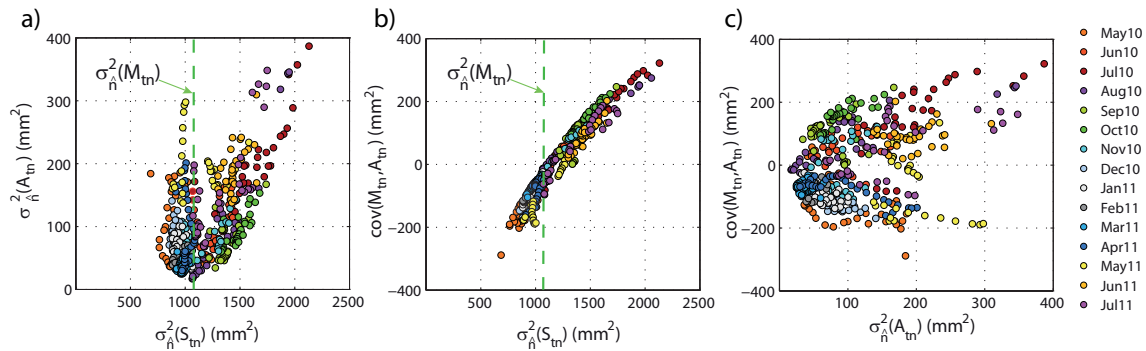 a)
σ²n̂(Mtn)
σ²n̂(Atn) (mm²)
400
300
200
100
0
500 1000 1500 2000 2500
σ²n̂(Stn) (mm²)
b)
σ²n̂(Mtn)
cov(Mtn,Atn) (mm²)
400
200
0
−200
−400
500 1000 1500 2000 2500
σ²n̂(Stn) (mm²)
c)
cov(Mtn,Atn) (mm²)
400
200
0
−200
−400
0 100 200 300 400
σ²n̂(Atn) (mm²)
May10
Jun10
Jul10
Aug10
Sep10
Oct10
Nov10
Dec10
Jan11
Feb11
Mar11
Apr11
May11
Jun11
Jul11